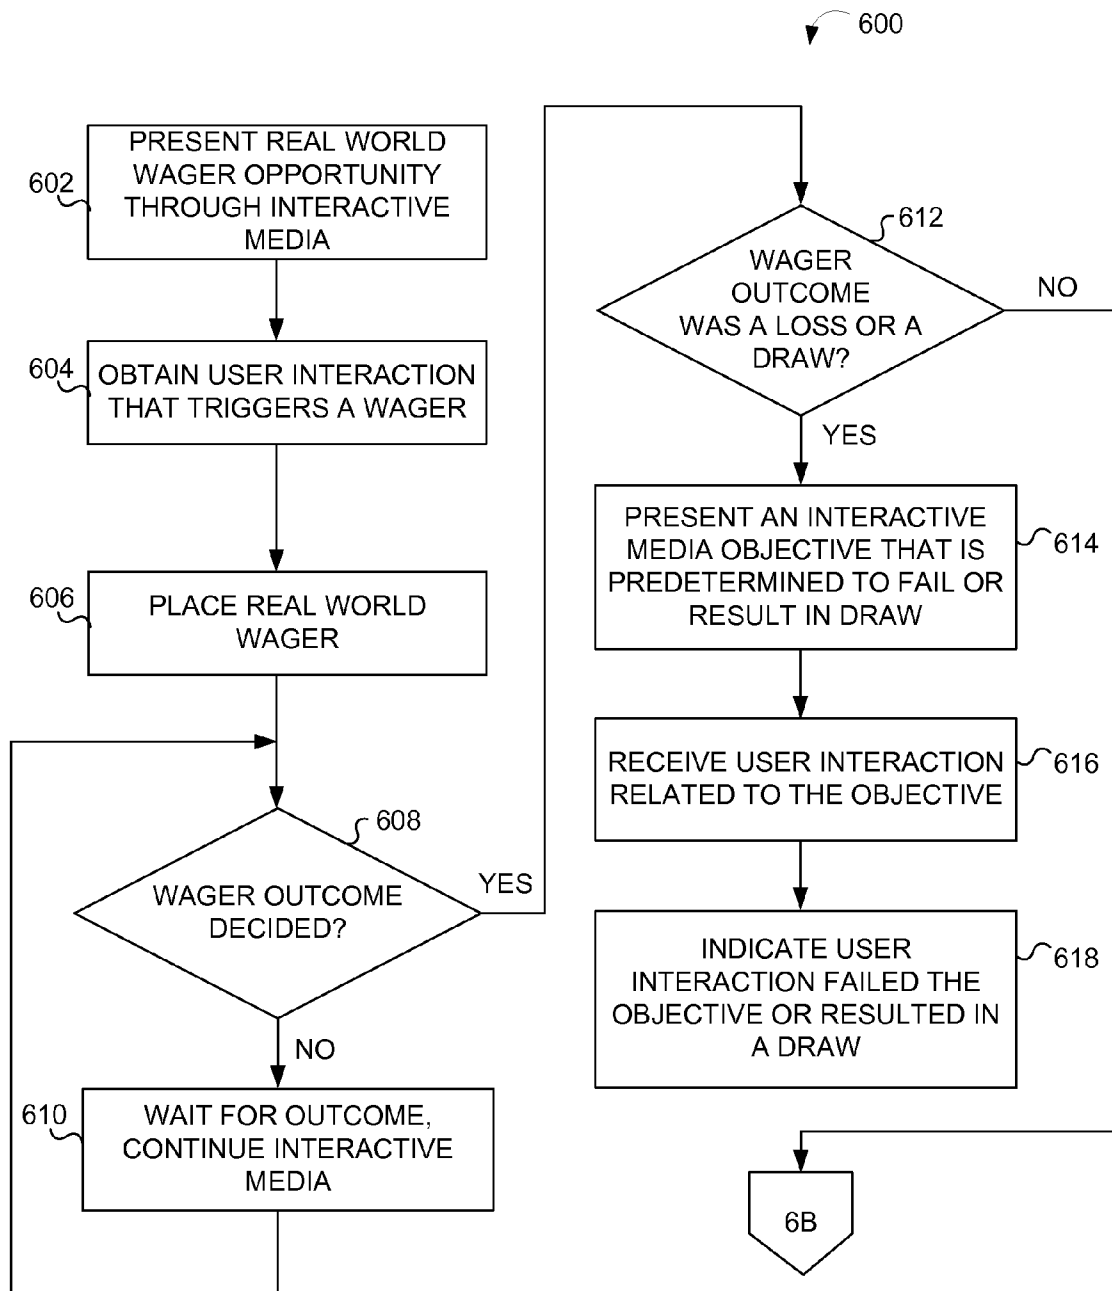 600
602
PRESENT REAL WORLD
WAGER OPPORTUNITY
THROUGH INTERACTIVE
MEDIA
604
OBTAIN USER INTERACTION
THAT TRIGGERS A WAGER
606
PLACE REAL WORLD
WAGER
608
WAGER OUTCOME
DECIDED?
YES
NO
610
WAIT FOR OUTCOME,
CONTINUE INTERACTIVE
MEDIA
612
WAGER
OUTCOME
WAS A LOSS OR A
DRAW?
NO
YES
614
PRESENT AN INTERACTIVE
MEDIA OBJECTIVE THAT IS
PREDETERMINED TO FAIL OR
RESULT IN DRAW
616
RECEIVE USER INTERACTION
RELATED TO THE OBJECTIVE
618
INDICATE USER
INTERACTION FAILED THE
OBJECTIVE OR RESULTED IN
A DRAW
6B